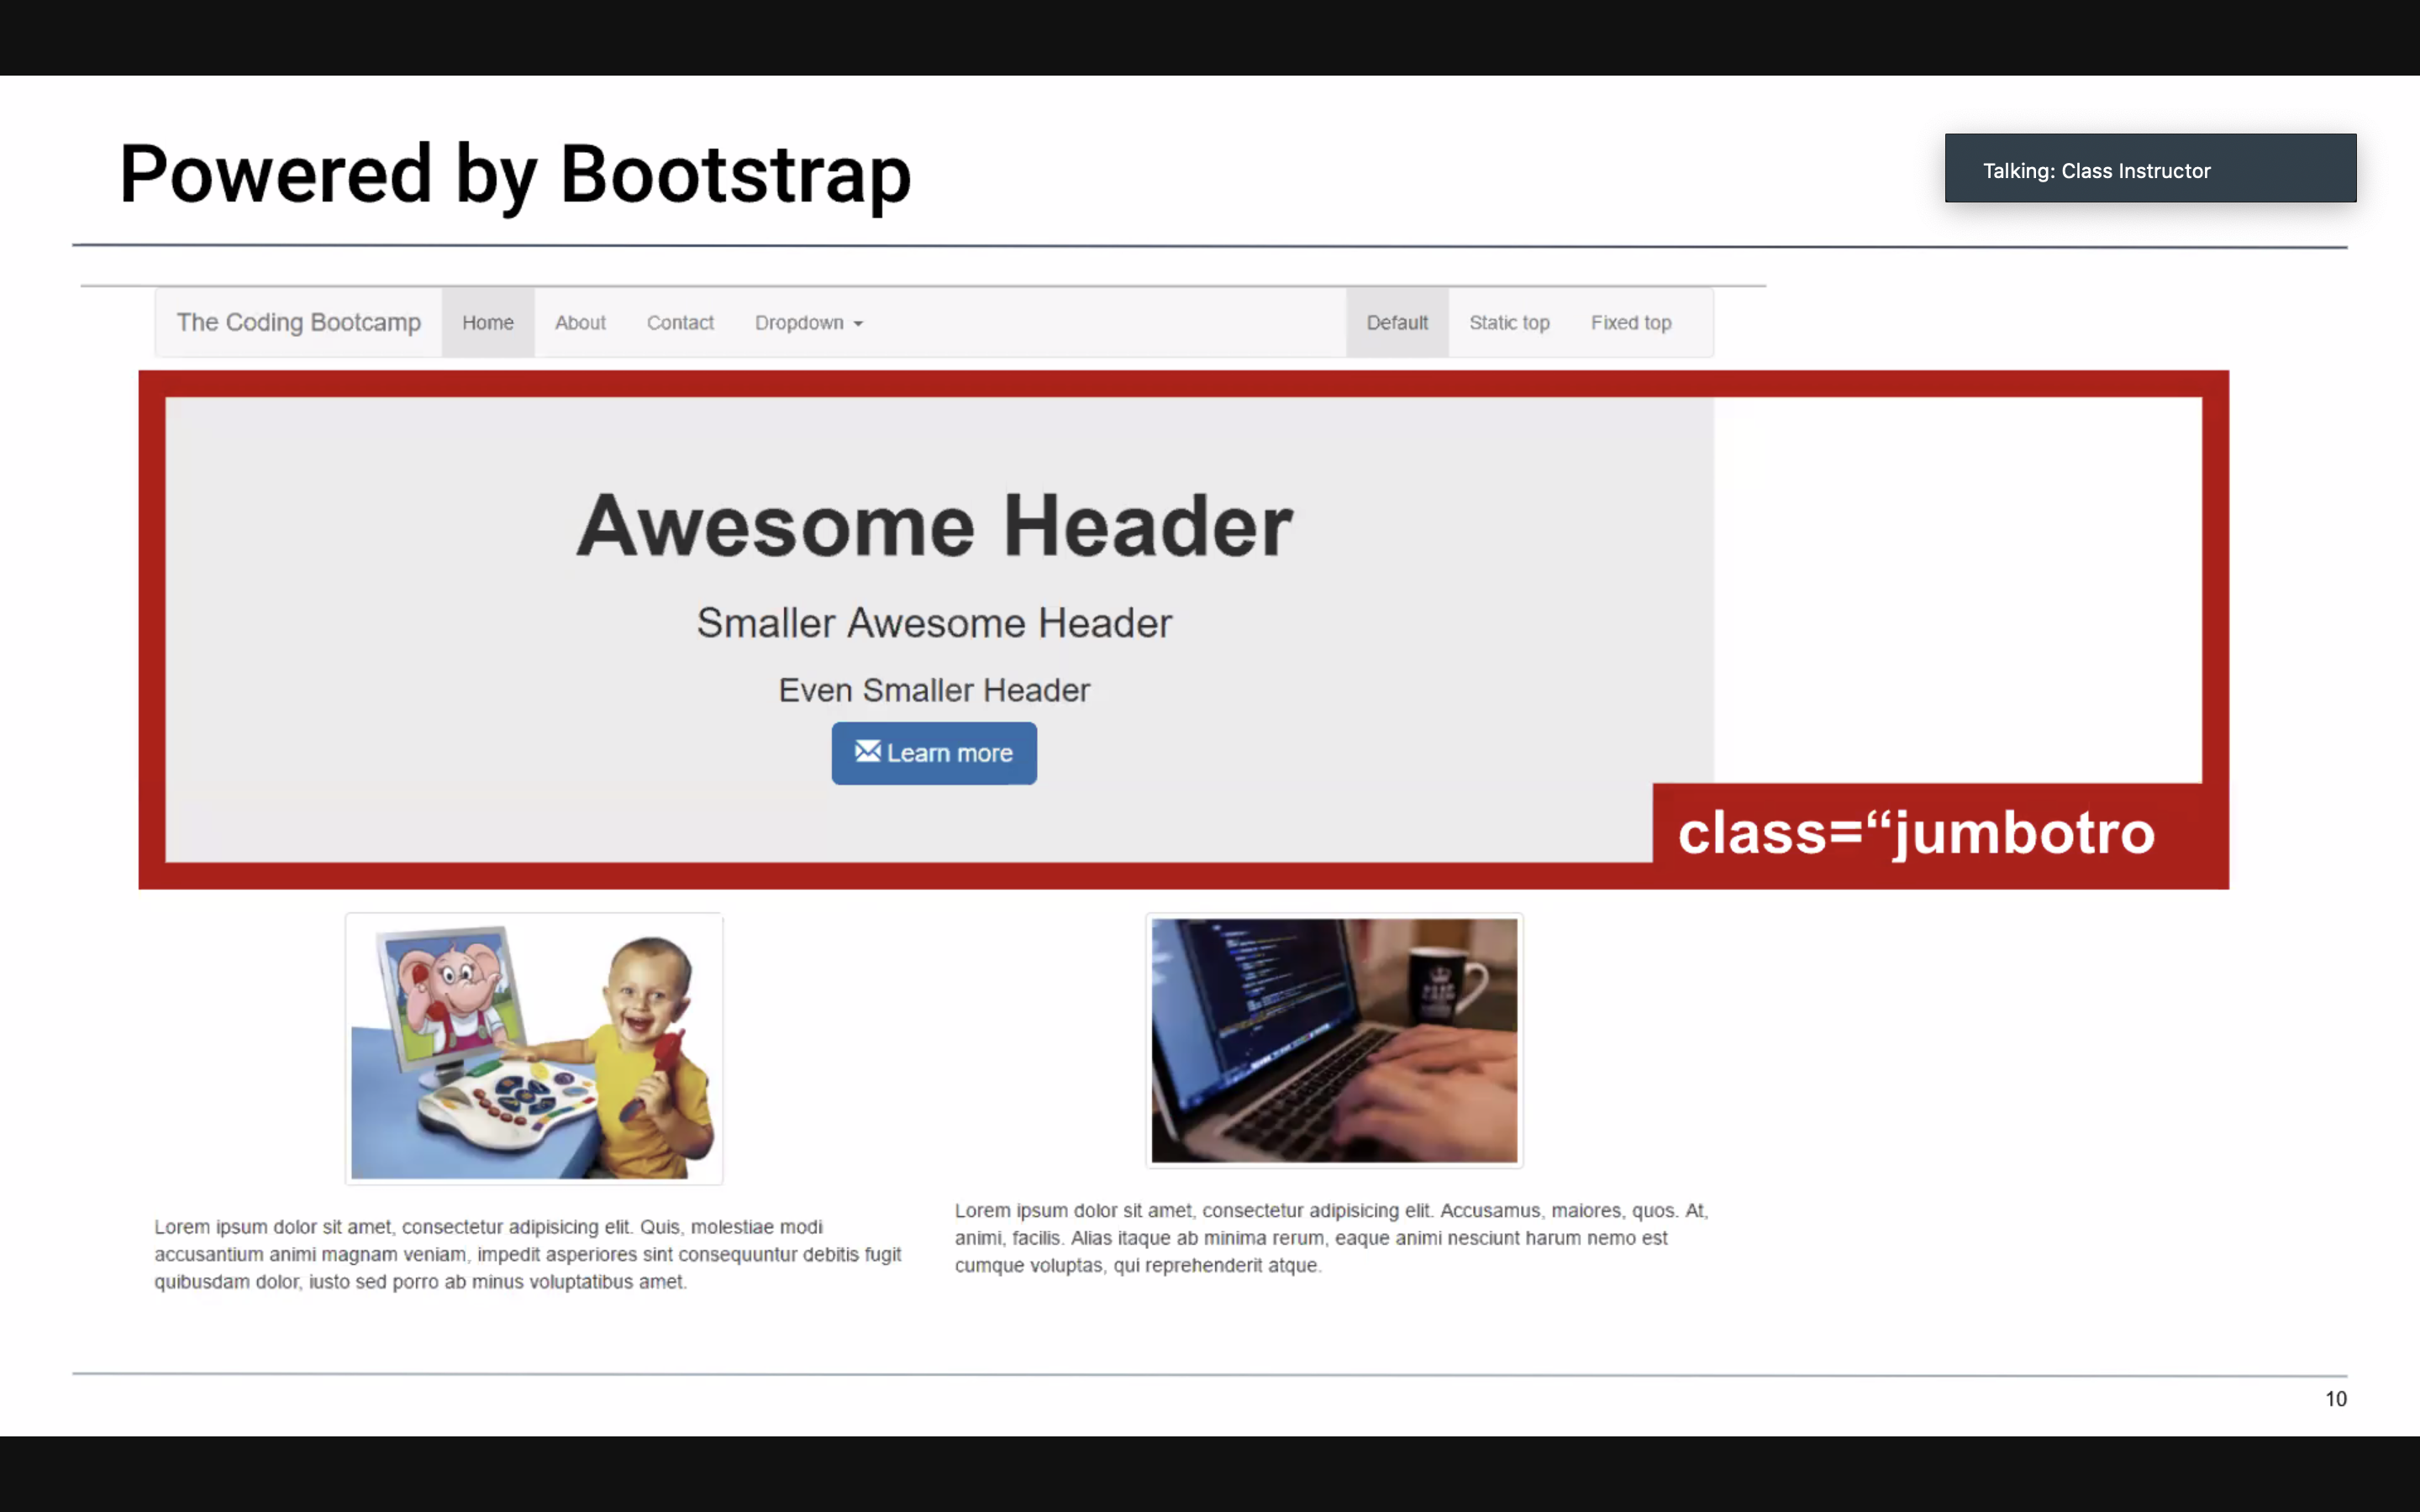 Powered by Bootstrap
Talking: Class Instructor
The Coding Bootcamp Home About Contact Dropdown Default Static top Fixed top
Awesome Header
Smaller Awesome Header
Even Smaller Header
Learn more
class=“jumbotro
Lorem ipsum dolor sit amet, consectetur adipisicing elit. Quis, molestiae modi
accusantium animi magnam veniam, impedit asperiores sint consequuntur debitis fugit
quibusdam dolor, iusto sed porro ab minus voluptatibus amet.
Lorem ipsum dolor sit amet, consectetur adipisicing elit. Accusamus, maiores, quos. At,
animi, facilis. Alias itaque ab minima rerum, eaque animi nesciunt harum nemo est
cumque voluptas, qui reprehenderit atque.
10